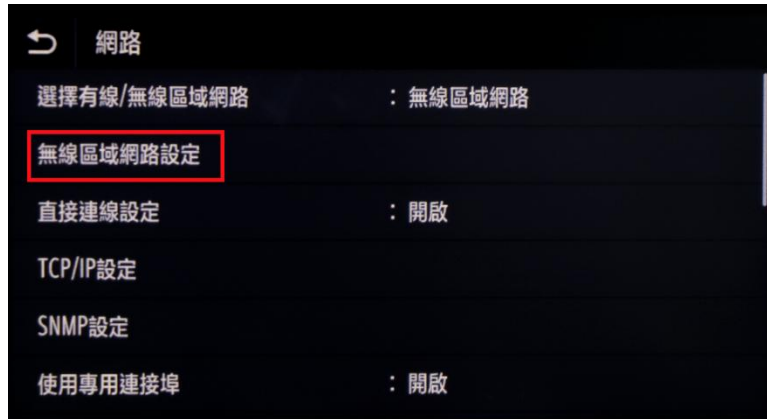 網路
選擇有線/無線區域網路 : 無線區域網路
無線區域網路設定
直接連線設定 : 開啟
TCP/IP設定
SNMP設定
使用專用連接埠 : 開啟